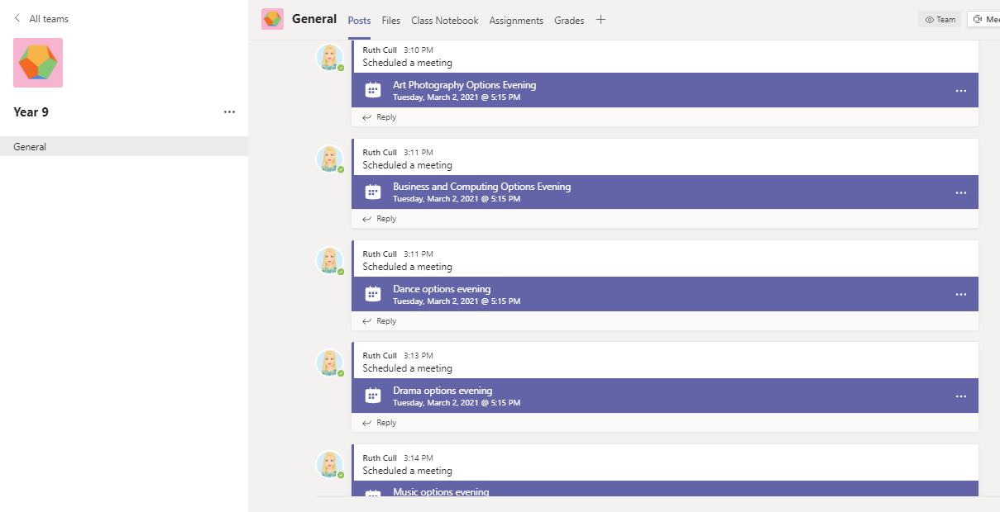 All teams
Year 9
General
General Posts Files Class Notebook Assignments Grades
Team
Ruth Cull 3:10 PM
Scheduled a meeting
Art Photography Options Evening
Tuesday, March 2, 2021 @ 5:15 PM
Reply
Ruth Cull 3:11 PM
Scheduled a meeting
Business and Computing Options Evening
Tuesday, March 2, 2021 @ 5:15 PM
Reply
Ruth Cull 3:11 PM
Scheduled a meeting
Dance options evening
Tuesday, March 2, 2021 @ 5:15 PM
Reply
Ruth Cull 3:13 PM
Scheduled a meeting
Drama options evening
Tuesday, March 2, 2021 @ 5:15 PM
Reply
Ruth Cull 3:14 PM
Scheduled a meeting
Music options evening